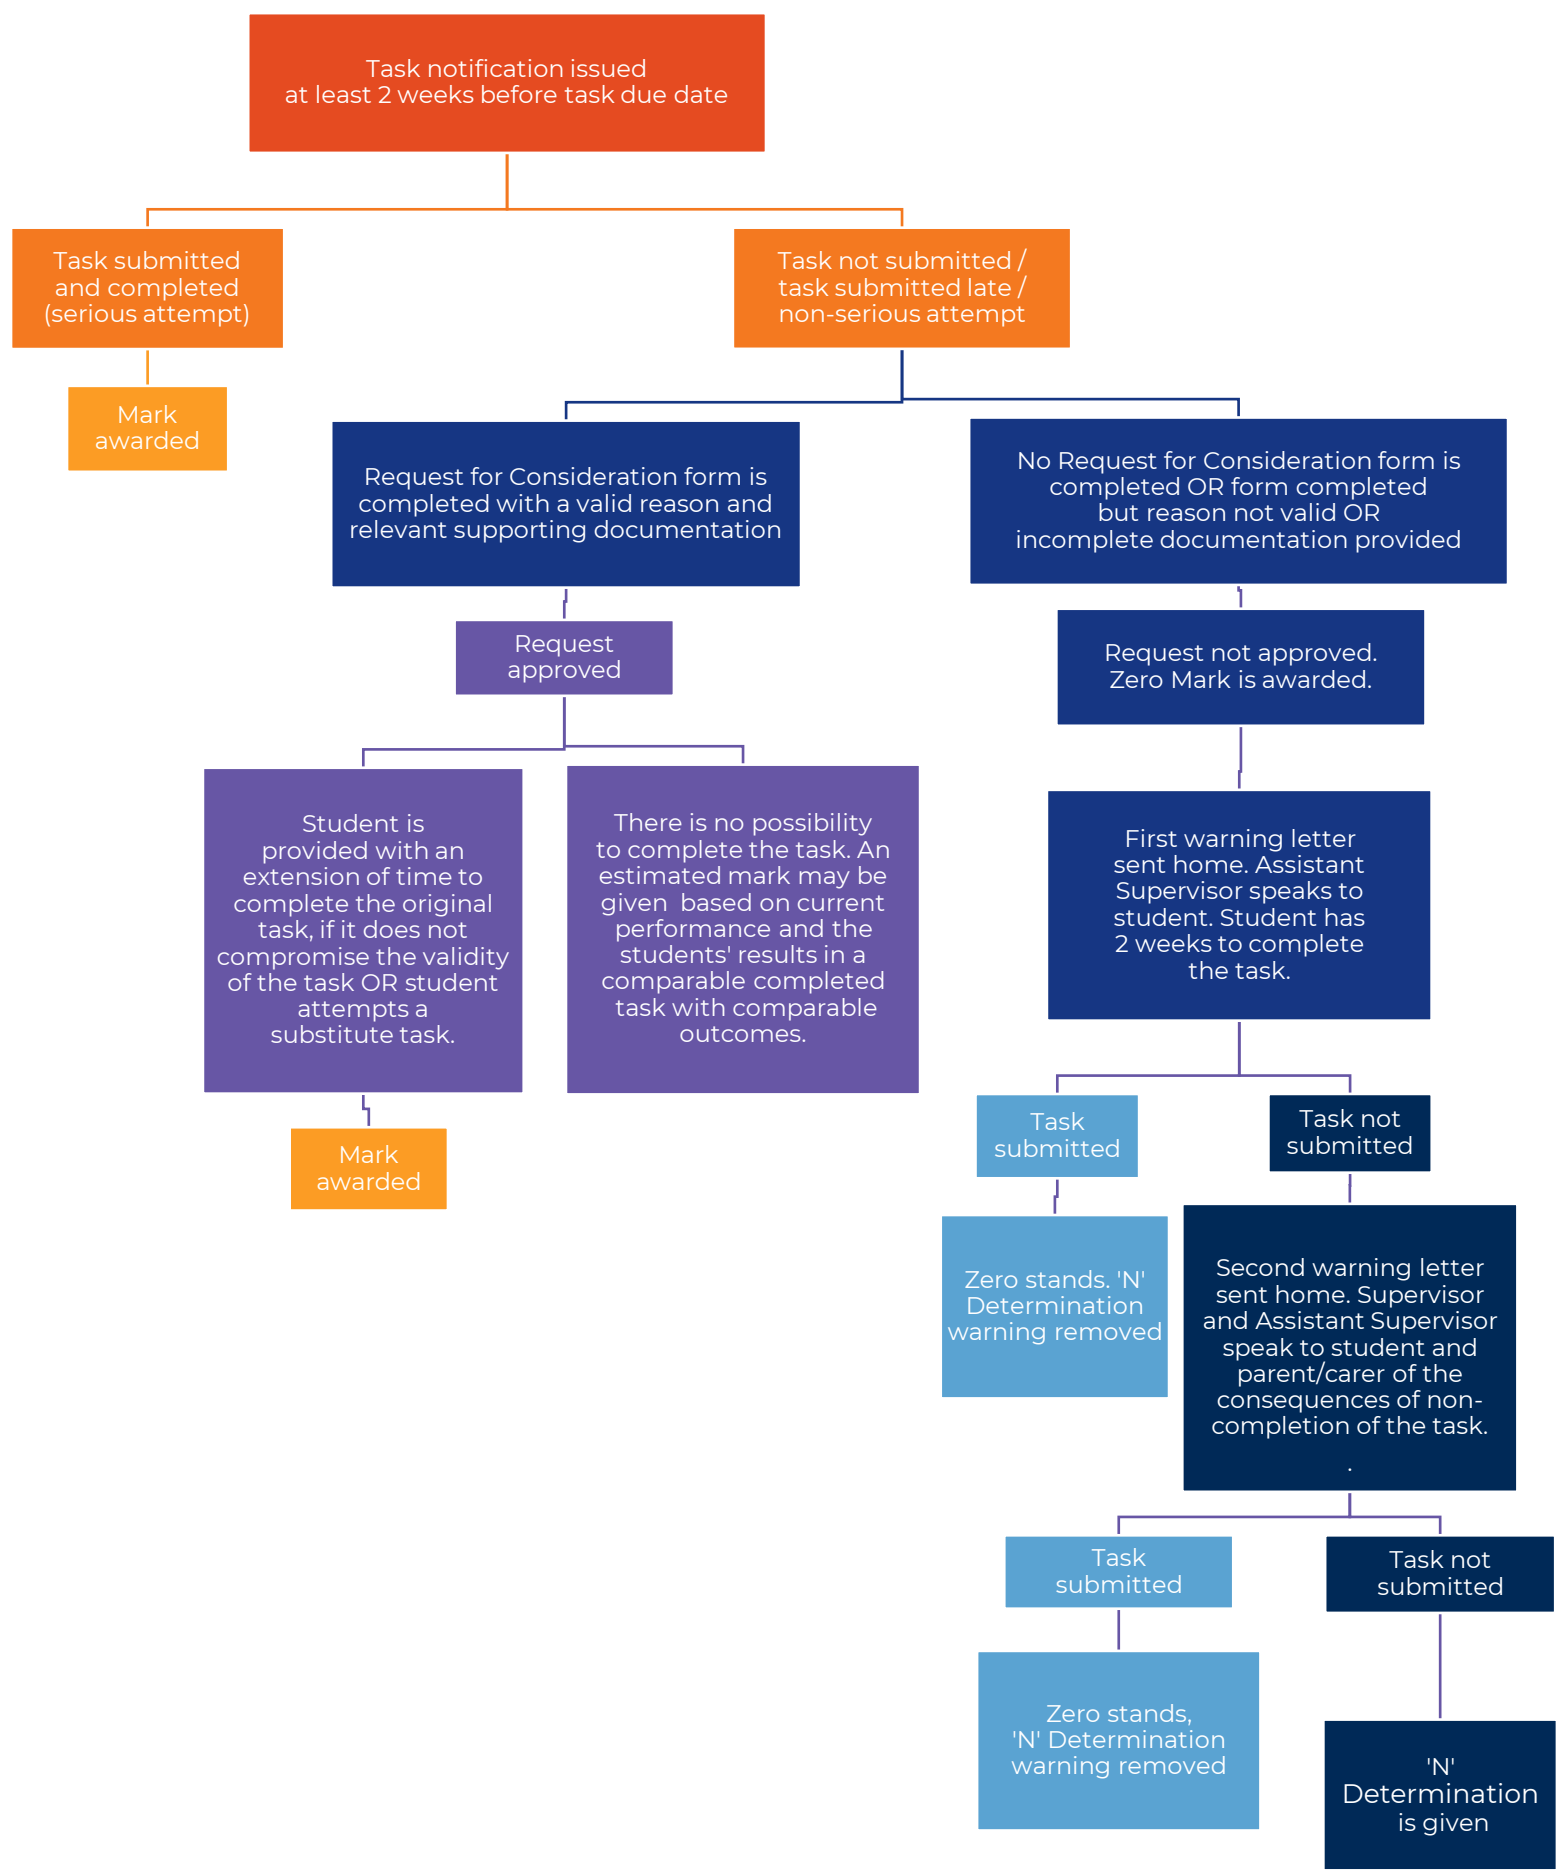 Task notification issued
at least 2 weeks before task due date
Task submitted
and completed
(serious attempt)
Task not submitted /
task submitted late /
non-serious attempt
Mark
awarded
Request for Consideration form is
completed with a valid reason and
relevant supporting documentation
No Request for Consideration form is
completed OR form completed
but reason not valid OR
incomplete documentation provided
Request
approved
Request not approved.
Zero Mark is awarded.
Student is
provided with an
extension of time to
complete the original
task, if it does not
compromise the validity
of the task OR student
attempts a
substitute task.
There is no possibility
to complete the task. An
estimated mark may be
given  based on current
performance and the
students' results in a
comparable completed
task with comparable
outcomes.
First warning letter
sent home. Assistant
Supervisor speaks to
student. Student has
2 weeks to complete
the task.
Mark
awarded
Task
submitted
Task not
submitted
Zero stands. 'N'
Determination
warning removed
Second warning letter
sent home. Supervisor
and Assistant Supervisor
speak to student and
parent/carer of the
consequences of non-
completion of the task.
.
Task
submitted
Task not
submitted
Zero stands,
'N' Determination
warning removed
'N'
Determination
is given